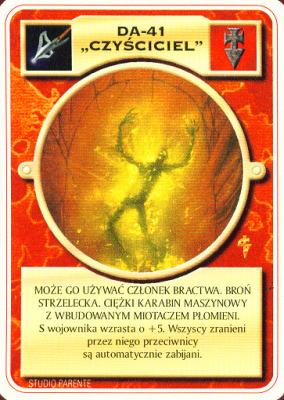 DA-41
„CZYŚCICIEL”
MOŻE GO UŻYWAĆ CZŁONEK BRACTWA. BROŃ
STRZELECKA. CIĘŻKI KARABIN MASZYNOWY
Z WBUDOWANYM MIOTACZEM PŁOMIENI.
S wojownika wzrasta o +5. Wszyscy zranieni
przez niego przeciwnicy
są automatycznie zabijani.
STUDIO PARENTE